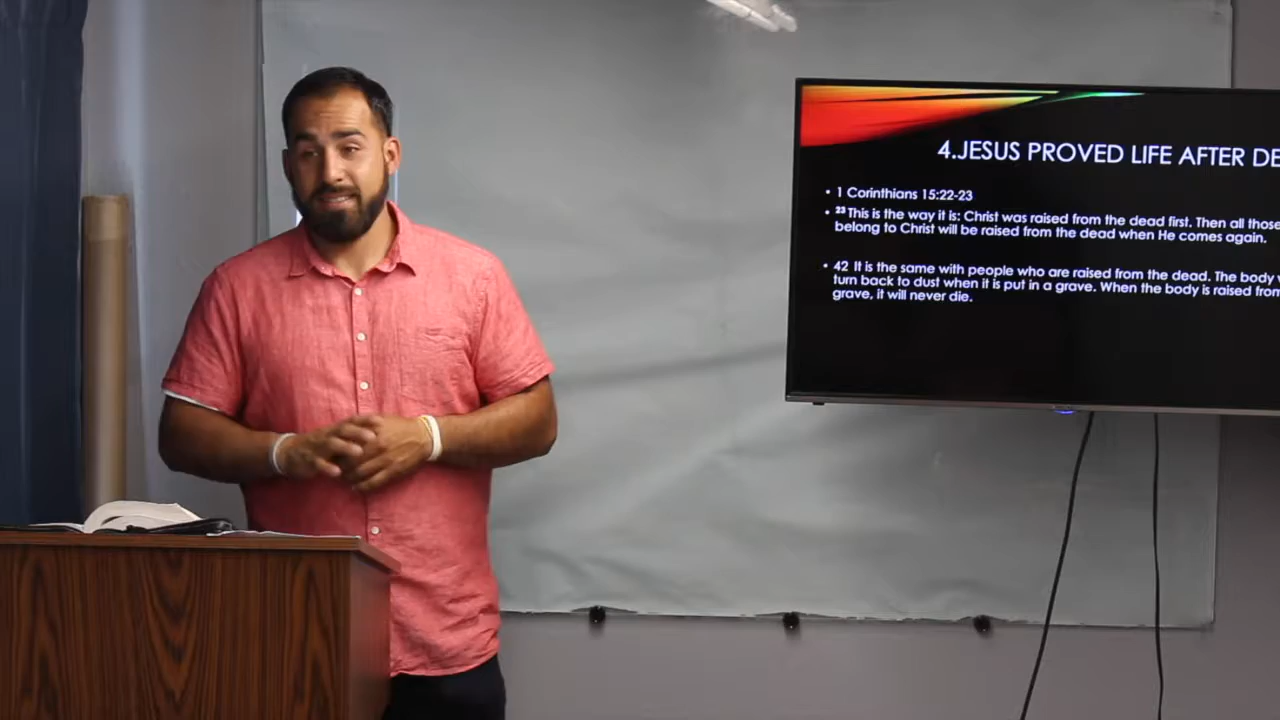 4.JESUS PROVED LIFE AFTER DE
• 1 Corinthians 15:22-23
• 23 This is the way it is: Christ was raised from the dead first. Then all those
belong to Christ will be raised from the dead when He comes again.
• 42 It is the same with people who are raised from the dead. The body
turn back to dust when it is put in a grave. When the body is raised from
grave, it will never die.